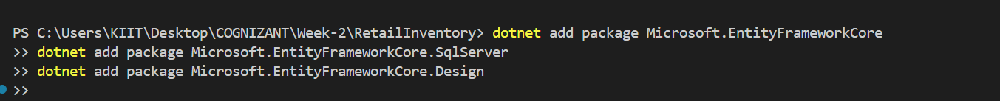 PS C:\Users\KIIT\Desktop\COGNIZANT\Week-2\RetailInventory> dotnet add package Microsoft.EntityFrameworkCore
>> dotnet add package Microsoft.EntityFrameworkCore.SqlServer
>> dotnet add package Microsoft.EntityFrameworkCore.Design
>>